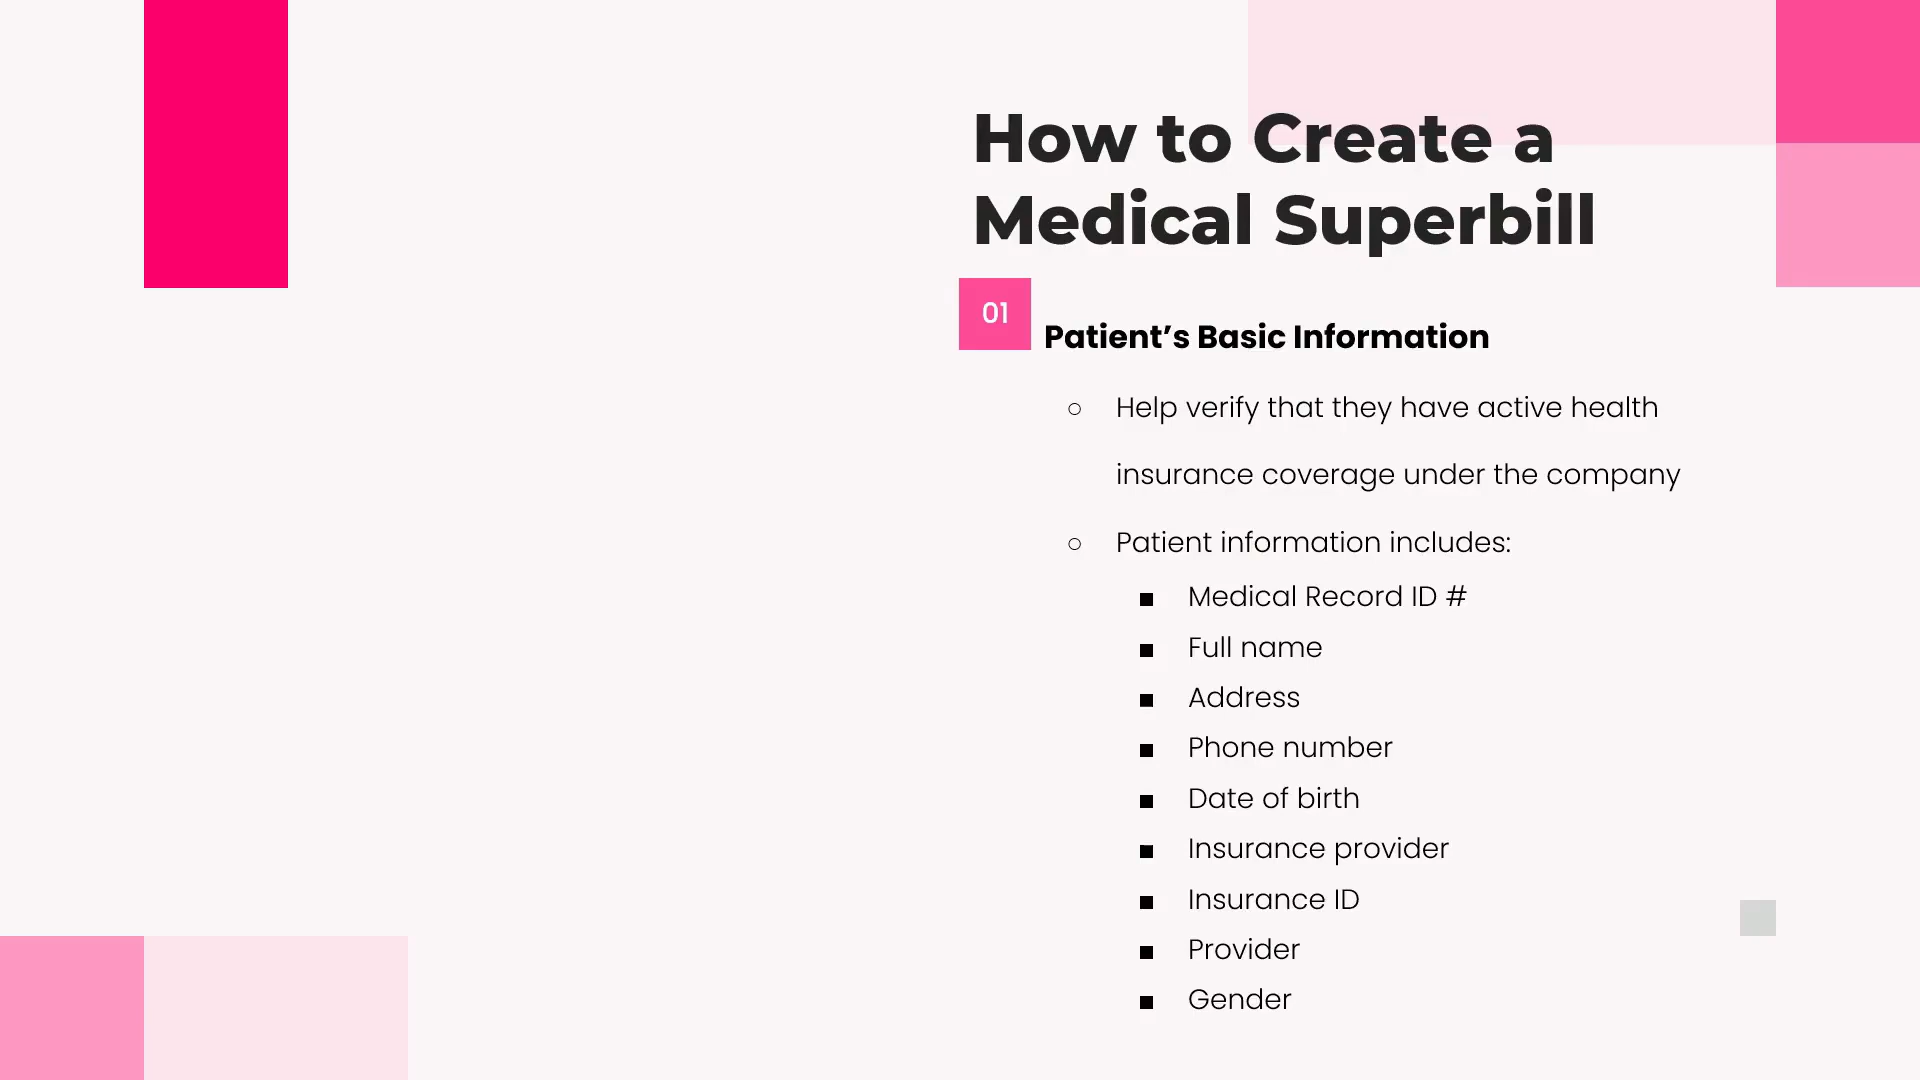 How to Create a
Medical Superbill
01
Patient’s Basic Information
○ Help verify that they have active health
insurance coverage under the company
○ Patient information includes:
■ Medical Record ID #
■ Full name
■ Address
■ Phone number
■ Date of birth
■ Insurance provider
■ Insurance ID
■ Provider
■ Gender